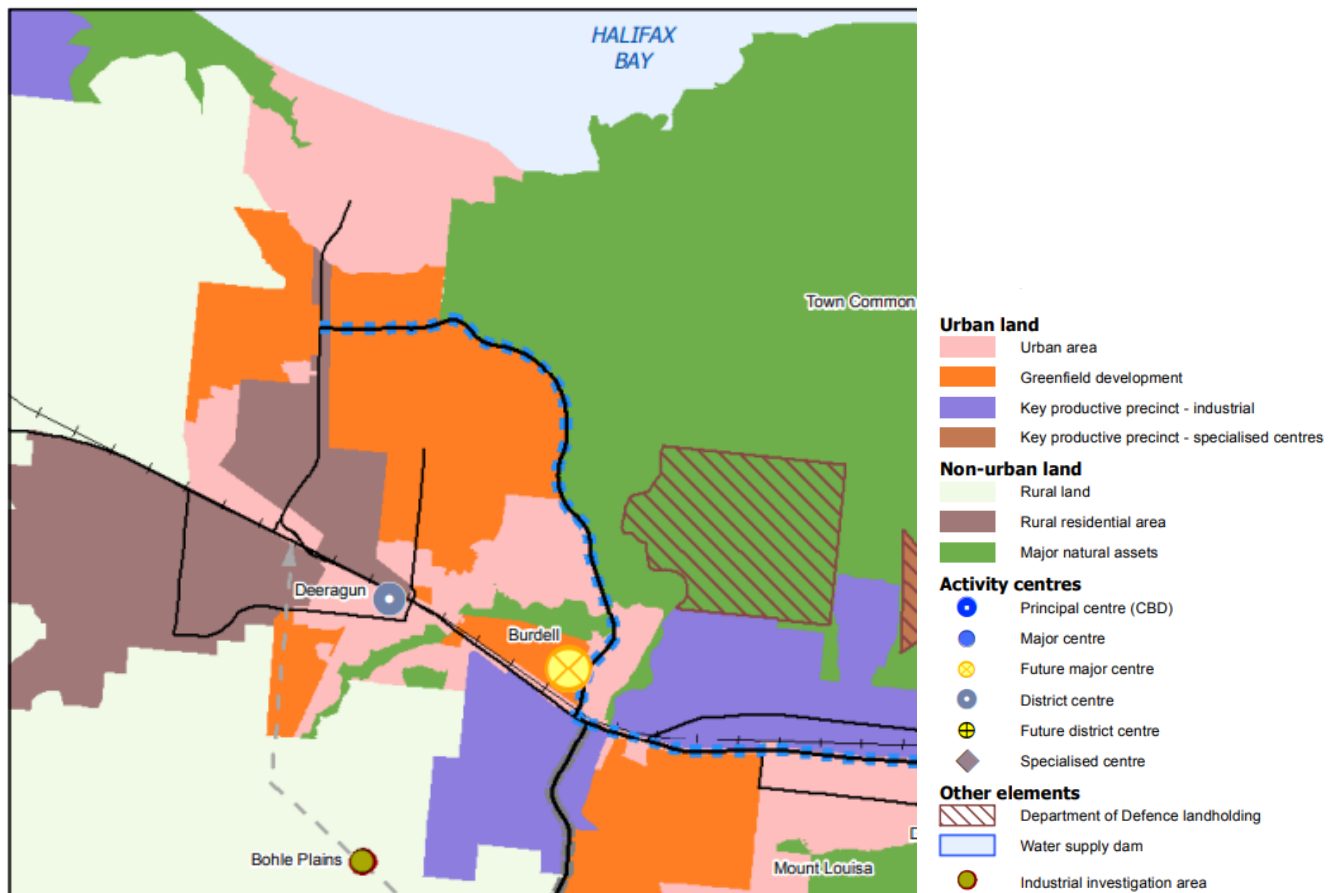 HALIFAX
BAY
Town Common
Deeragun
Burdell
Bohle Plains
Mount Louisa
D
Urban land
Urban area
Greenfield development
Key productive precinct - industrial
Key productive precinct - specialised centres
Non-urban land
Rural land
Rural residential area
Major natural assets
Activity centres
Principal centre (CBD)
Major centre
Future major centre
District centre
Future district centre
Specialised centre
Other elements
Department of Defence landholding
Water supply dam
Industrial investigation area